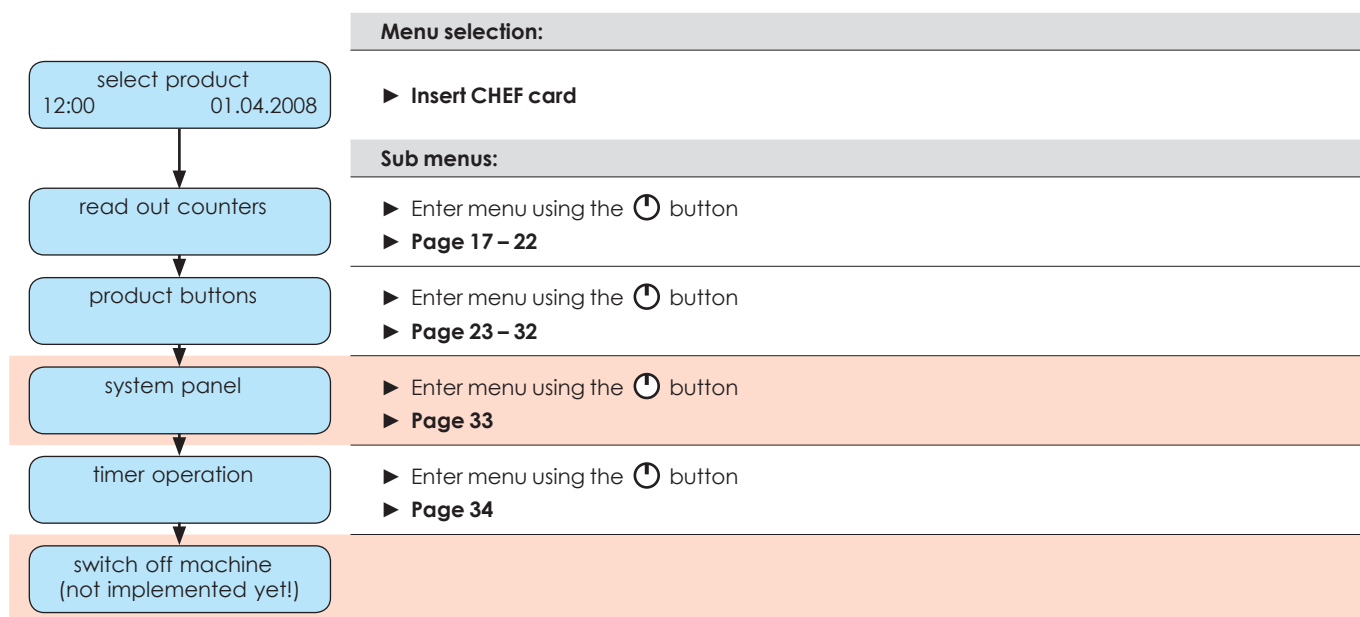 Menu selection:
select product
12:00 01.04.2008
► Insert CHEF card
Sub menus:
read out counters
► Enter menu using the button
► Page 17 – 22
product buttons
► Enter menu using the button
► Page 23 – 32
system panel
► Enter menu using the button
► Page 33
timer operation
► Enter menu using the button
► Page 34
switch off machine
(not implemented yet!)